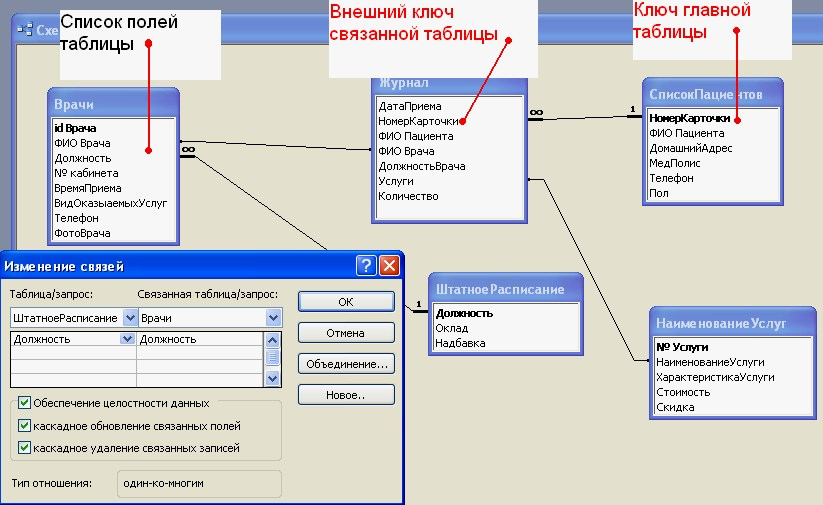 Список полей
таблицы
Внешний ключ
связанной таблицы
Ключ главной
таблицы
Схе
Врачи
id Врача
ФИО Врача
Должность
№ кабинета
ВремяПриема
ВидОказыаемыхУслуг
Телефон
ФотоВрача
∞
Журнал
ДатаПриема
НомерКарточки
ФИО Пациента
ФИО Врача
ДолжностьВрача
Услуги
Количество
∞
1
СписокПациентов
НомерКарточки
ФИО Пациента
ДомашнийАдрес
МедПолис
Телефон
Пол
1
ШтатноеРасписание
Должность
Оклад
Надбавка
НаименованиеУслуг
№ Услуги
НаименованиеУслуги
ХарактеристикаУслуги
Стоимость
Скидка
Изменение связей
Таблица/запрос: Связанная таблица/запрос:
ШтатноеРасписание Врачи
Должность Должность
ОК
Отмена
Объединение...
Новое..
Обеспечение целостности данных
каскадное обновление связанных полей
каскадное удаление связанных записей
Тип отношения: один-ко-многим